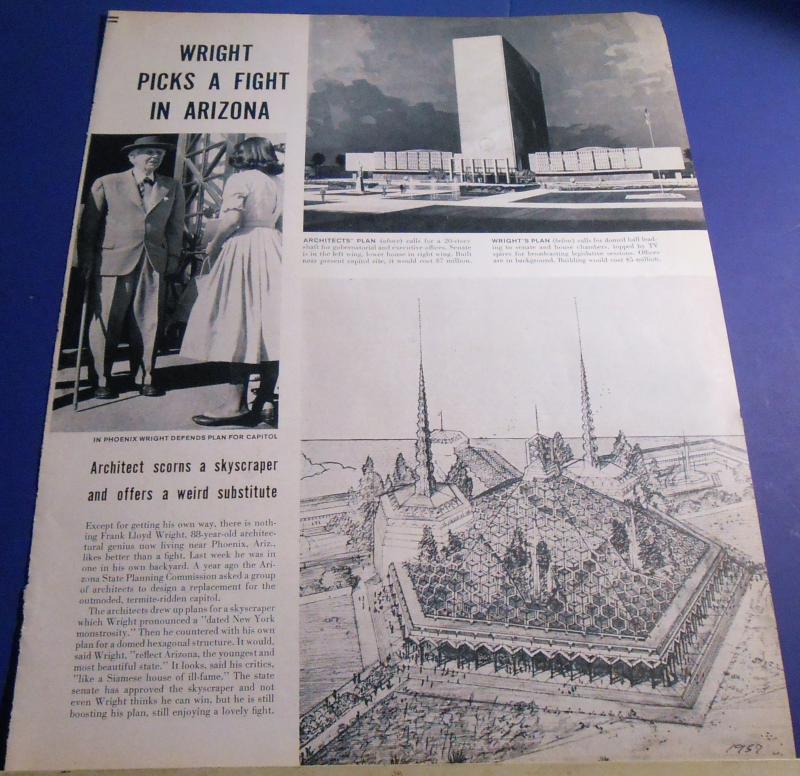 WRIGHT
PICKS A FIGHT
IN ARIZONA
IN PHOENIX WRIGHT DEFENDS PLAN FOR CAPITOL
Architect scorns a skyscraper
and offers a weird substitute
Except for getting his own way, there is noth-
ing Frank Lloyd Wright, 88-year-old architec-
tural genius now living near Phoenix, Ariz.,
likes better than a fight. Last week he was in
one in his own backyard. A year ago the Ari-
zona State Planning Commission asked a group
of architects to design a replacement for the
outmoded, termite-ridden capitol.
The architects drew up plans for a skyscraper
which Wright pronounced a "dated New York
monstrosity." Then he countered with his own
plan for a domed hexagonal structure. It would,
said Wright, "reflect Arizona, the youngest and
most beautiful state." It looks, said his critics,
"like a Siamese house of ill-fame." The state
senate has approved the skyscraper and not
even Wright thinks he can win, but he is still
boosting his plan, still enjoying a lovely fight.
ARCHITECTS' PLAN (above) calls for a 20-story
shaft for gubernatorial and executive offices. Senate
is in the left wing, lower house in right wing. Built
near present capitol site, it would cost $7 million.
WRIGHT'S PLAN (below) calls for domed hall lead-
ing to senate and house chambers, topped by TV
spires for broadcasting legislative sessions. Offices
are in background. Building would cost $5 million.
1957